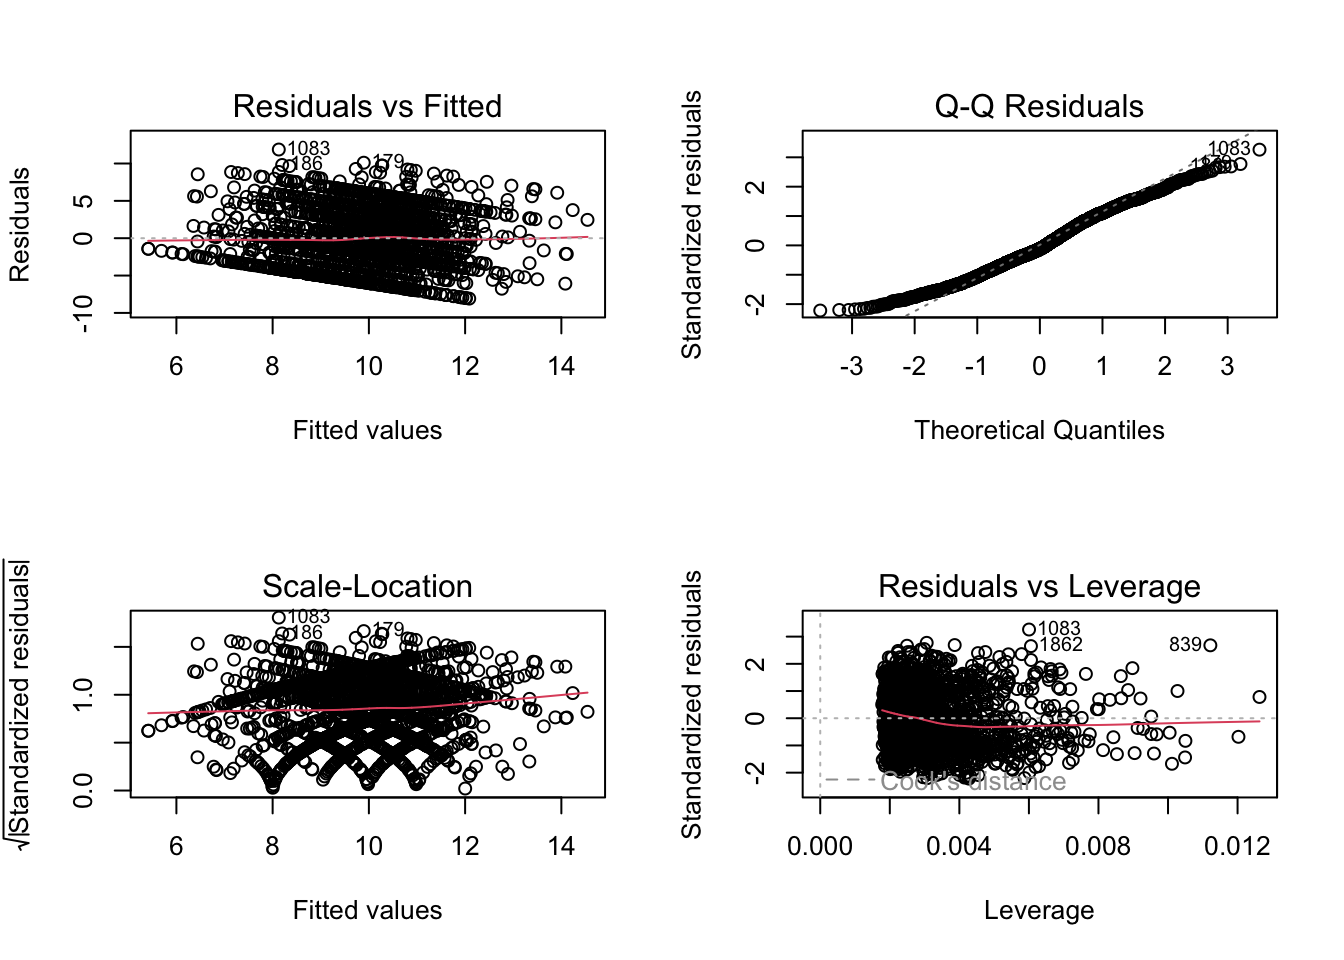 Residuals vs Fitted
Residuals
5
0
-10
1083
186
179
6 8 10 12 14
Fitted values
Q-Q Residuals
Standardized residuals
2
0
-2
1083
-3 -2 -1 0 1 2 3
Theoretical Quantiles
Scale-Location
√|Standardized residuals|
1.0
0.0
1083
186
179
6 8 10 12 14
Fitted values
Residuals vs Leverage
Standardized residuals
2
0
-2
1083
1862
839
Cook's distance
0.000 0.004 0.008 0.012
Leverage